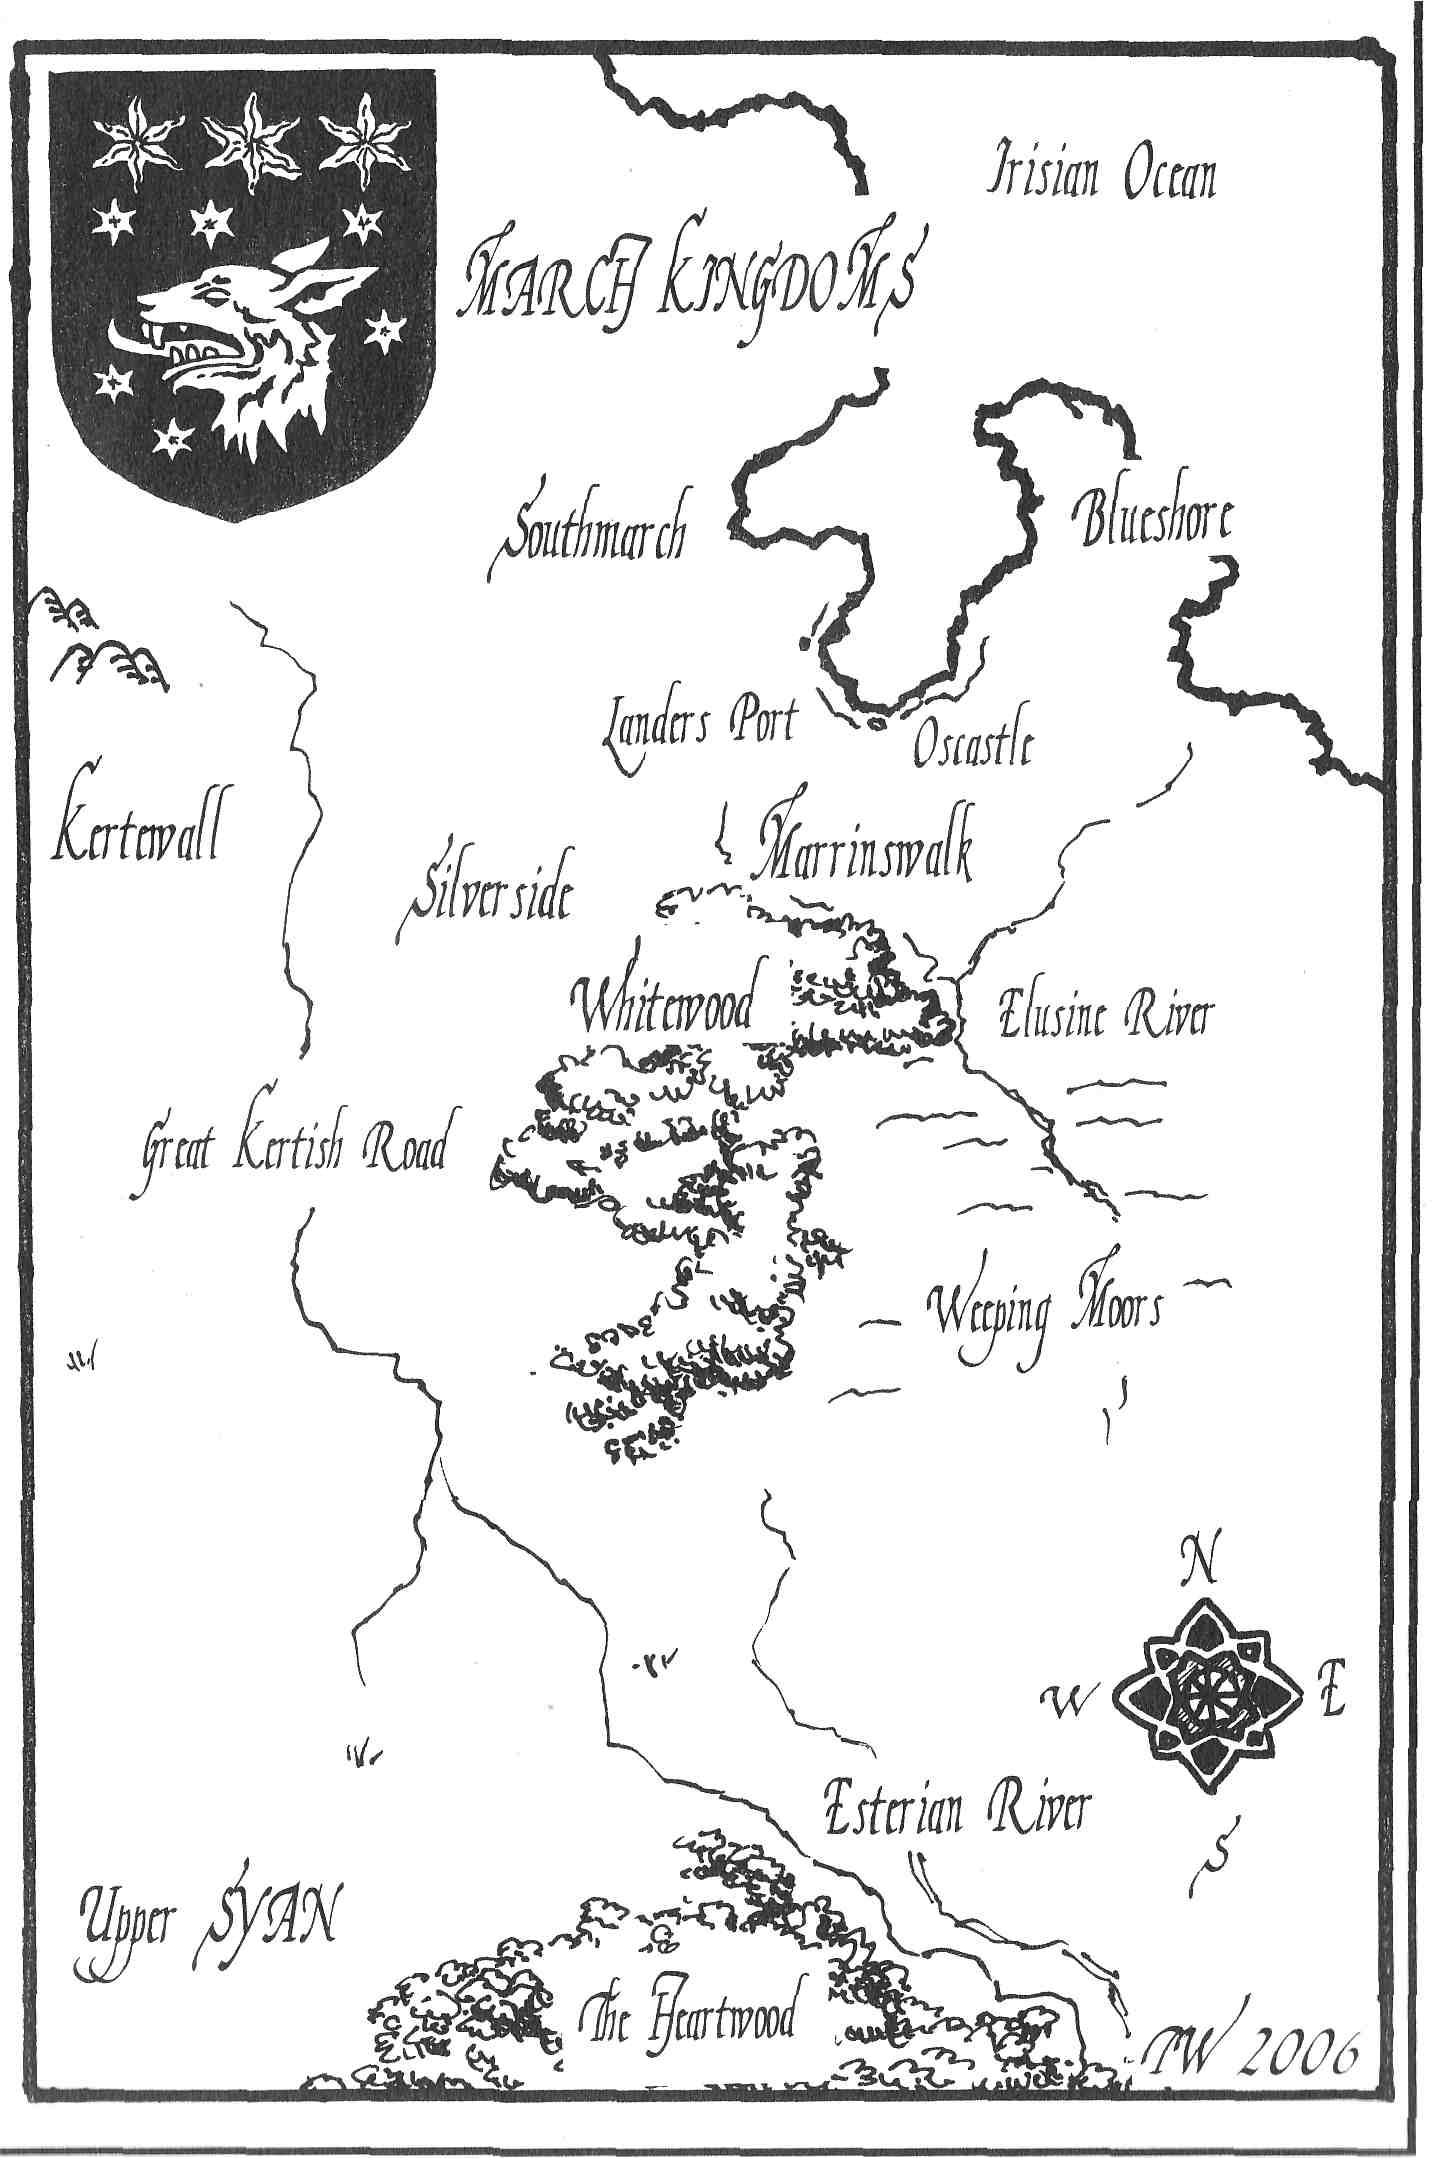 Irisian Ocean
MARCH KINGDOMS
Southmarch
Blueshore
Landers Port
Oscastle
Kertewall
Silverside
Marrinswalk
Whitewood
Elusine River
Great Kertish Road
Weeping Moors
N
W
E
S
Esterian River
Upper SYAN
The Heartwood
TW 2006